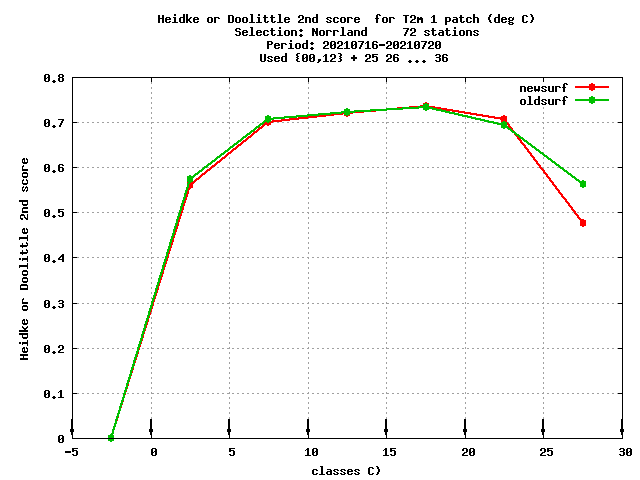 Heidke or Doolittle 2nd score  for T2m 1 patch (deg C)
Selection: Norrland     72 stations
Period: 20210716-20210720
Used {00,12} + 25 26 ... 36
newsurf
oldsurf
Heidke or Doolittle 2nd score
0.8
0.7
0.6
0.5
0.4
0.3
0.2
0.1
0
-5 0 5 10 15 20 25 30
classes C)